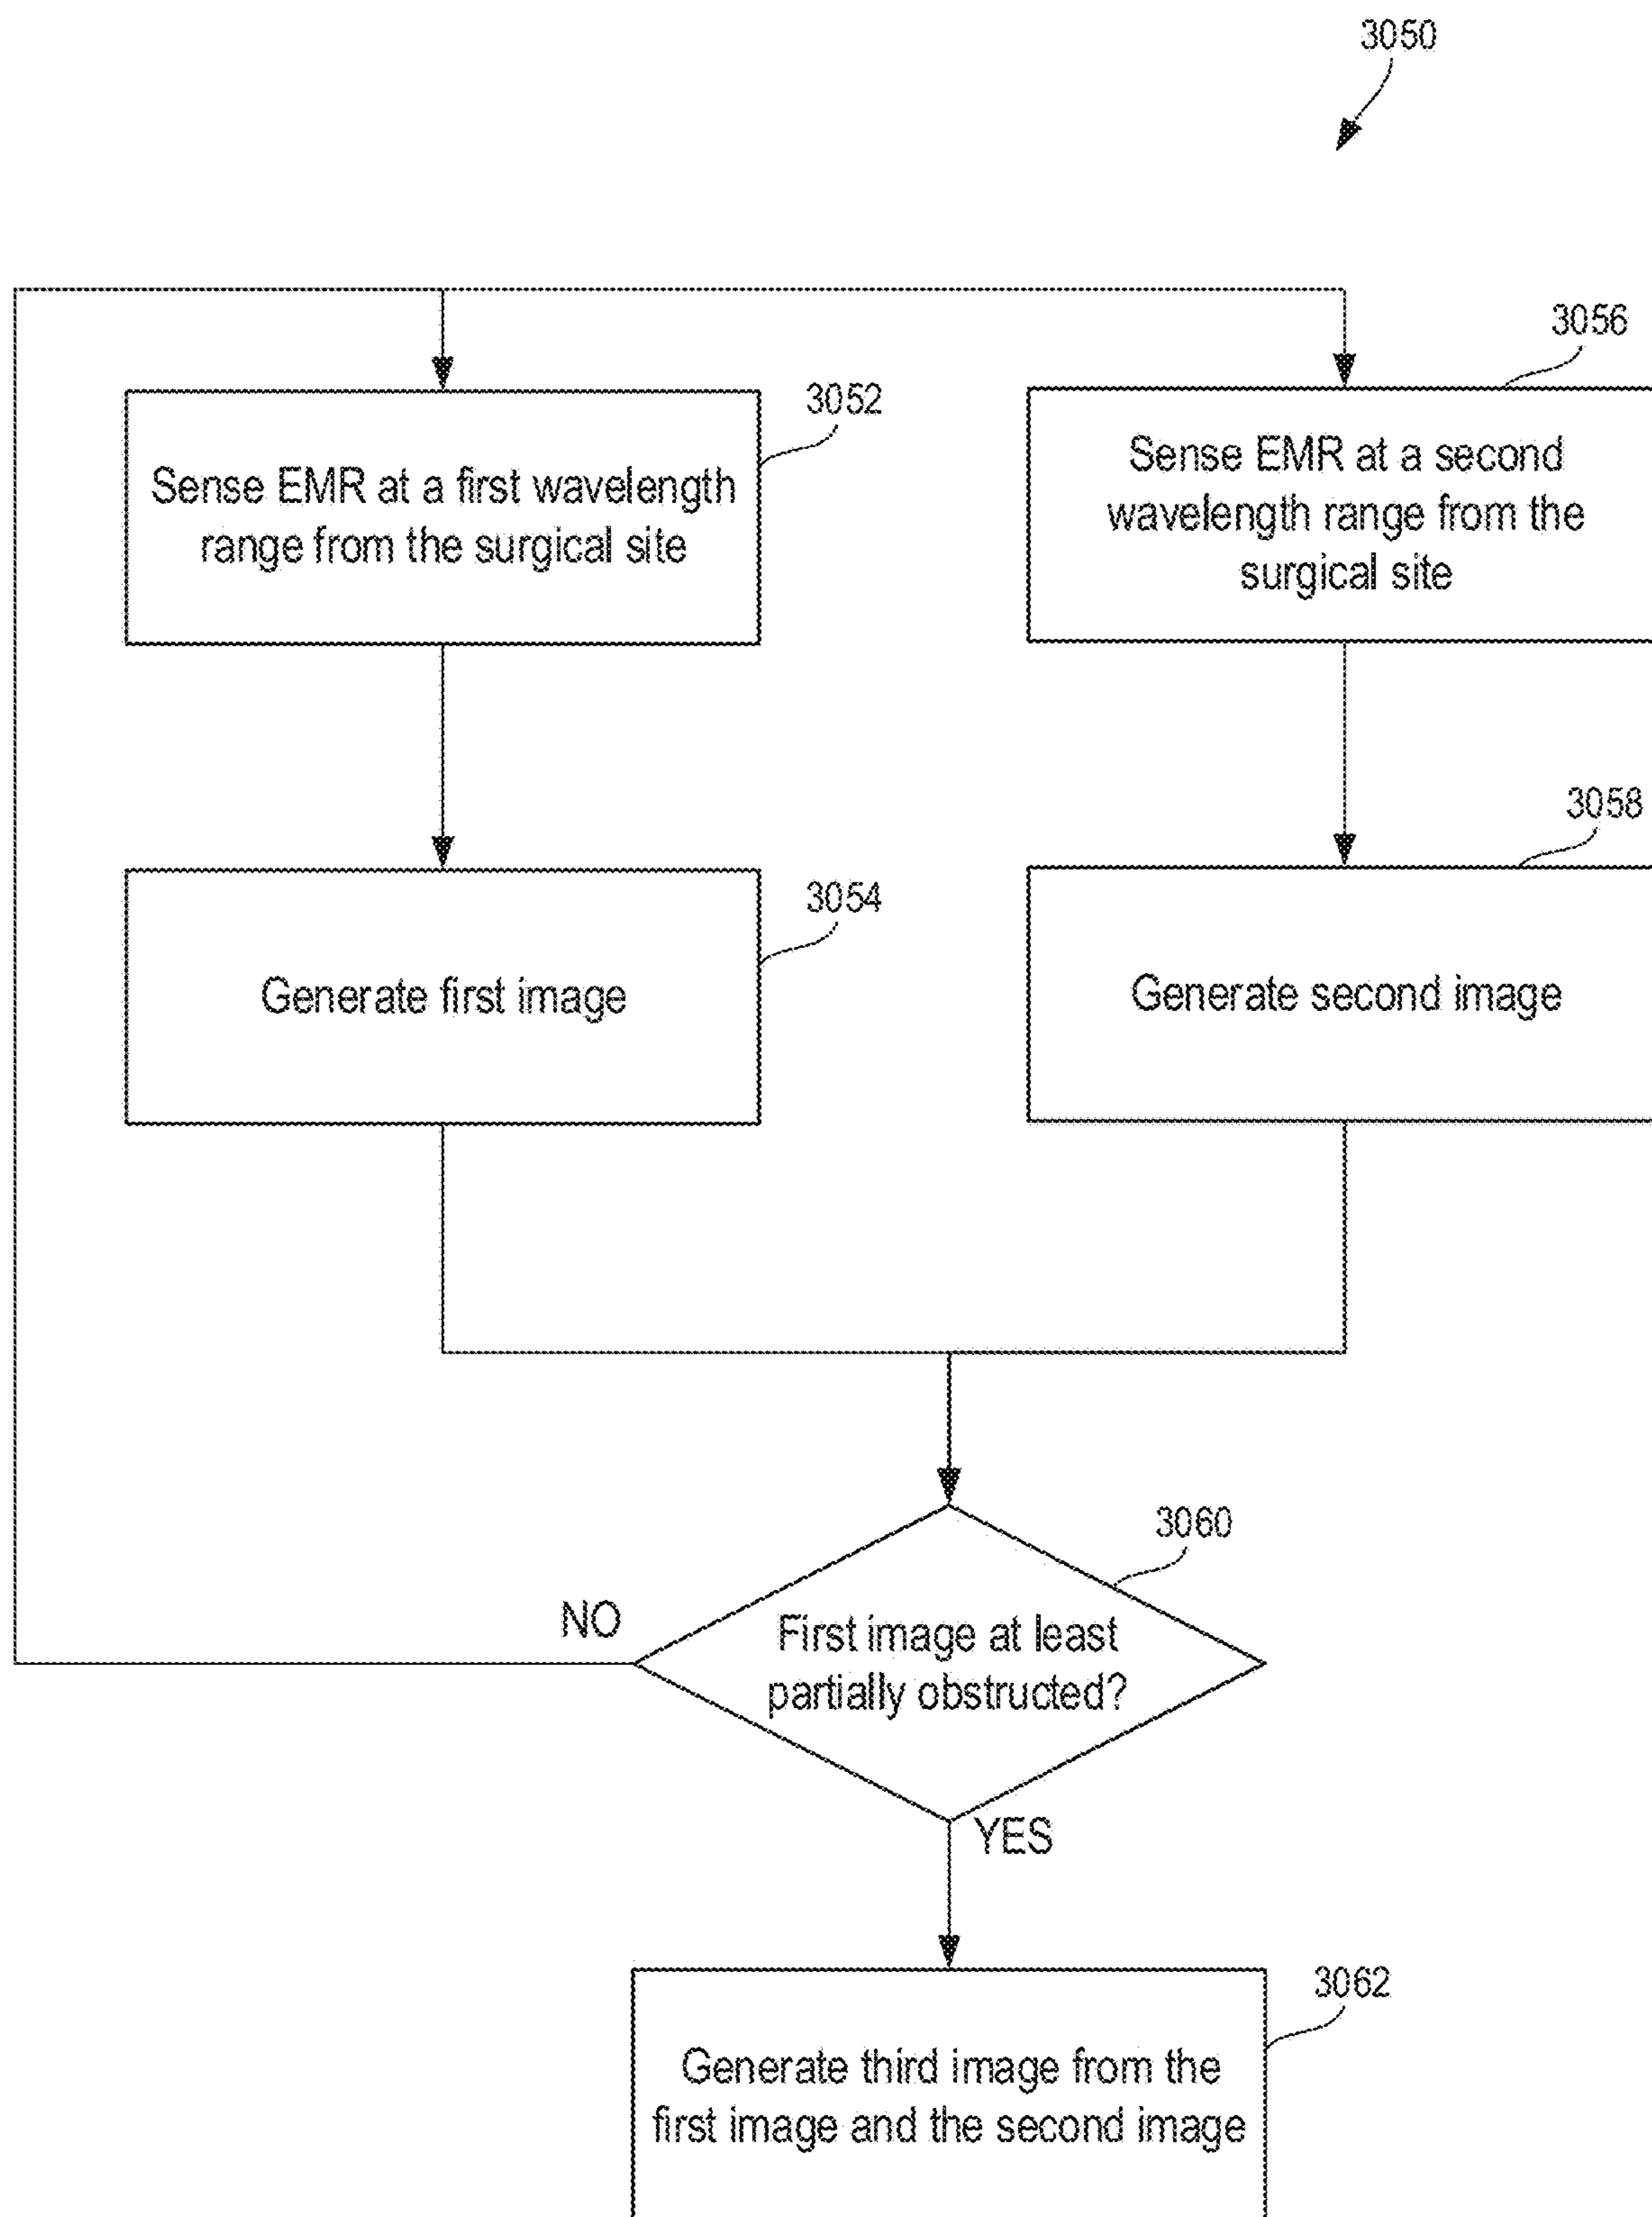 3050
3052
Sense EMR at a first wavelength
range from the surgical site
3056
Sense EMR at a second
wavelength range from the
surgical site
3054
Generate first image
3058
Generate second image
3060
First image at least
partially obstructed?
NO
YES
3062
Generate third image from the
first image and the second image